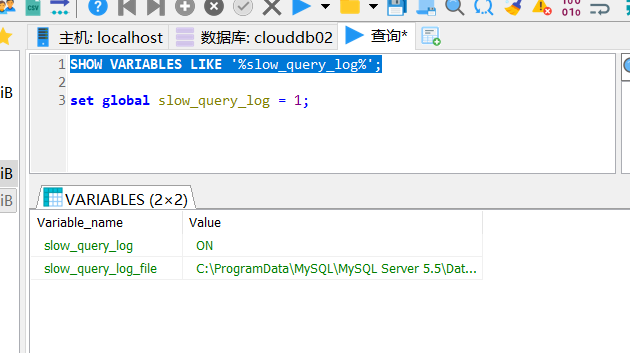 CSV
100
010
主机: localhost
数据库: clouddb02
查询*
iB
1 SHOW VARIABLES LIKE '%slow_query_log%';
2
3 set global slow_query_log = 1;
iB
iB
VARIABLES (2×2)
Variable_name Value
slow_query_log ON
slow_query_log_file C:\ProgramData\MySQL\MySQL Server 5.5\Dat...